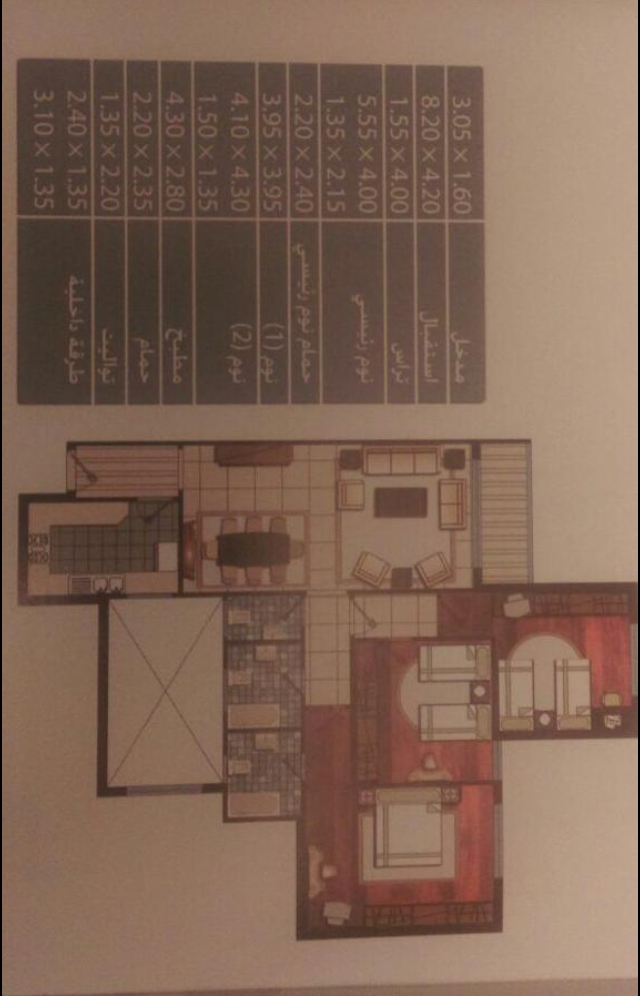 مدخل 3.05 × 1.60
استقبال 8.20 × 4.20
تراس 1.55 × 4.00
نوم رئيسي 5.55 × 4.00
1.35 × 2.15
حمام نوم رئيسي 2.20 × 2.40
نوم (1) 3.95 × 3.95
نوم (2) 4.10 × 4.30
1.50 × 1.35
مطبخ 4.30 × 2.80
حمام 2.20 × 2.35
تواليت 1.35 × 2.20
طرقة داخلية 2.40 × 1.35
3.10 × 1.35